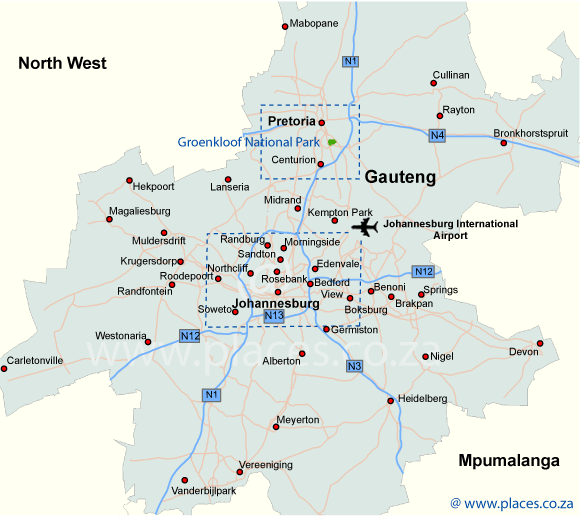 Mabopane
North West
N1
Cullinan
Rayton
Pretoria
N4
Bronkhorstspruit
Groenkloof National Park
Centurion
Gauteng
Hekpoort
Lanseria
Midrand
Magaliesburg
Kempton Park
Johannesburg International
Airport
Muldersdrift
Randburg
Morningside
Sandton
Krugersdorp
Northcliff
Edenvale
N12
Roodepoort
Rosebank
Bedford
View
Benoni
Springs
Randfontein
Johannesburg
Boksburg
Brakpan
Soweto
N13
Germiston
Westonaria
N12
www.places.co.za
Carletonville
Alberton
N3
Nigel
Devon
N1
Heidelberg
Meyerton
Vereeniging
Mpumalanga
Vanderbijlpark
@ www.places.co.za